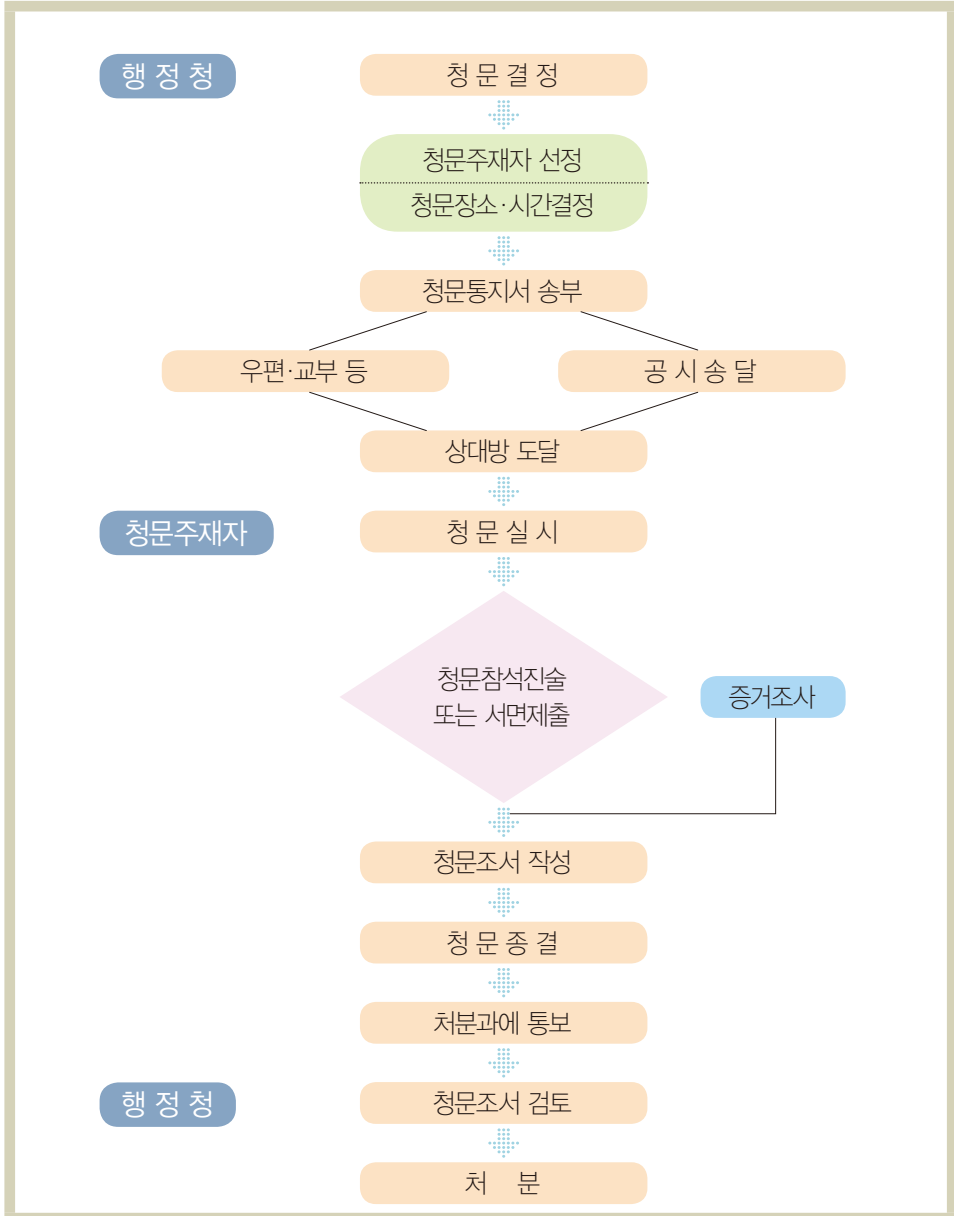 행 정 청
청 문 결 정
청문주재자 선정
청문장소·시간결정
청문통지서 송부
우편·교부 등
공 시 송 달
상대방 도달
청문주재자
청 문 실 시
청문참석진술
또는 서면제출
증거조사
청문조서 작성
청 문 종 결
처분과에 통보
행 정 청
청문조서 검토
처 분